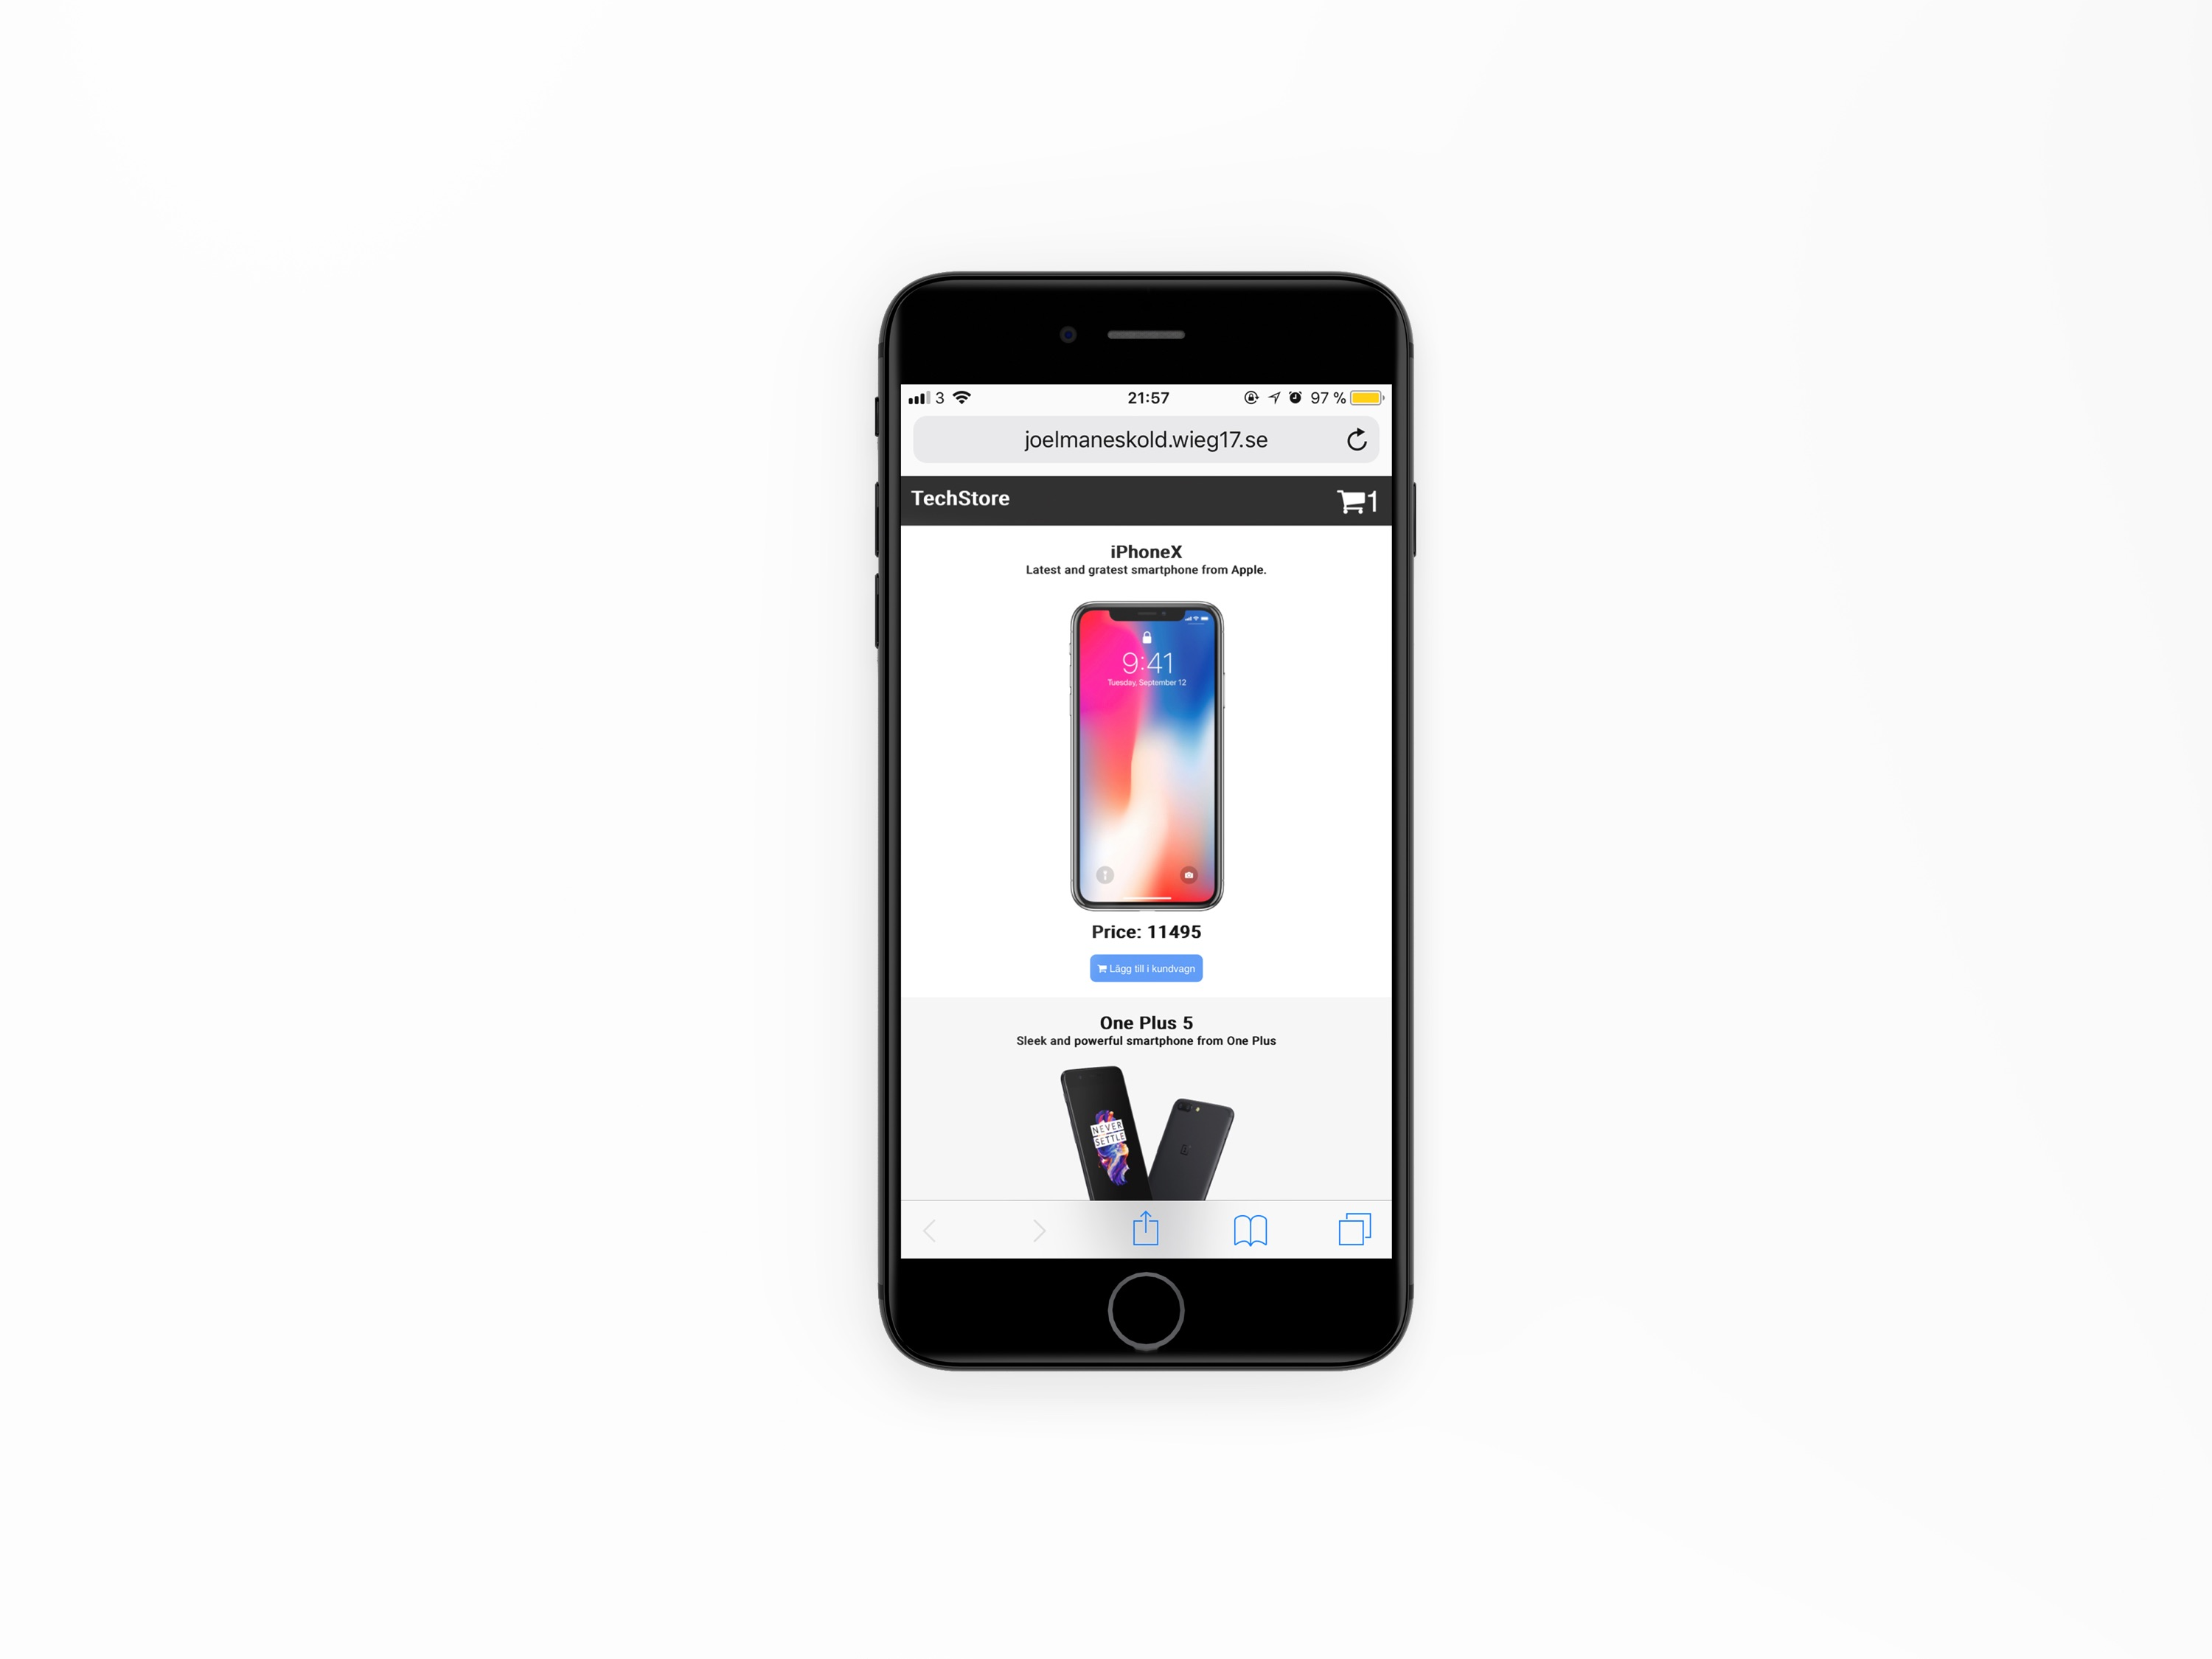 3 21:57 97 %
joelmaneskold.wieg17.se
TechStore 1
iPhoneX
Latest and gratest smartphone from Apple.
9:41
Tuesday, September 12
Price: 11495
Lägg till i kundvagn
One Plus 5
Sleek and powerful smartphone from One Plus
NEVER
SETTLE